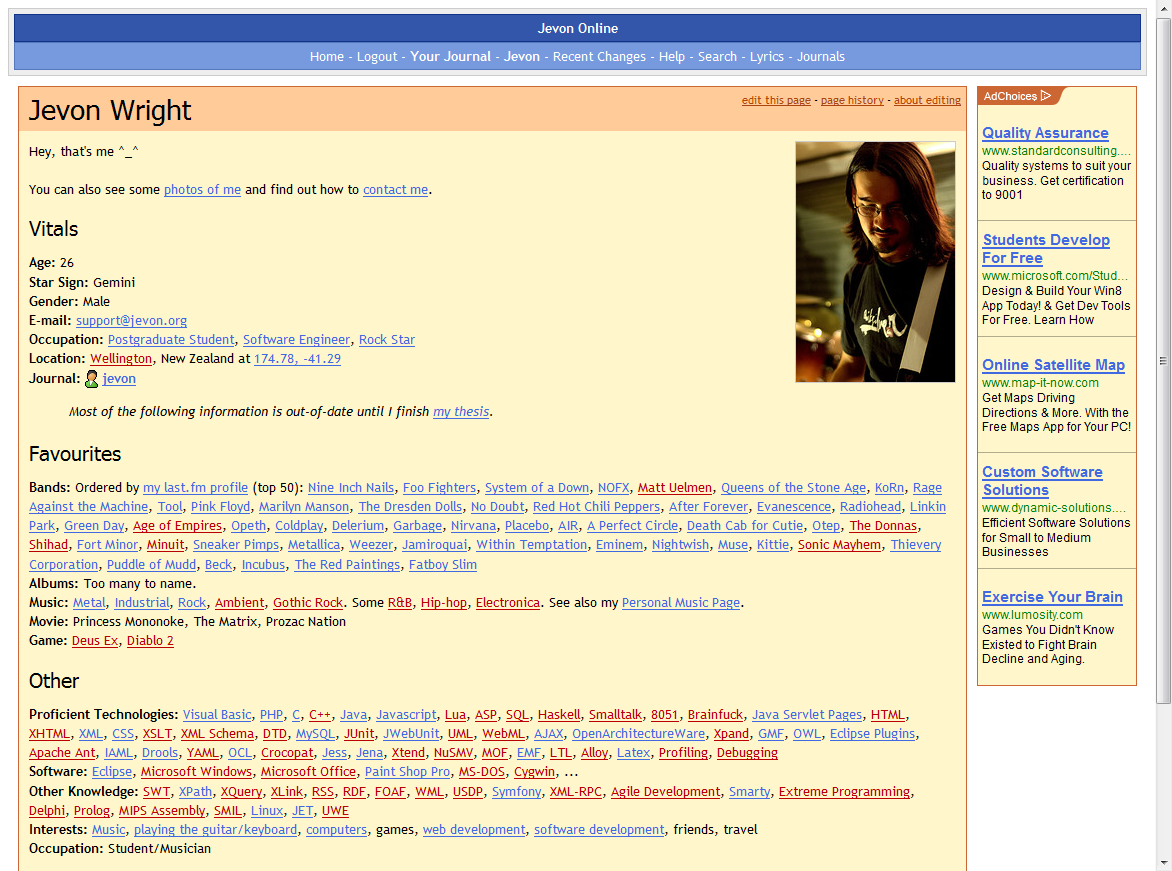 Jevon Online
Home - Logout - Your Journal - Jevon - Recent Changes - Help - Search - Lyrics - Journals
Jevon Wright
edit this page - page history - about editing
Hey, that's me ^_^
You can also see some photos of me and find out how to contact me.
Vitals
Age: 26
Star Sign: Gemini
Gender: Male
E-mail: support@jevon.org
Occupation: Postgraduate Student, Software Engineer, Rock Star
Location: Wellington, New Zealand at 174.78, -41.29
Journal: jevon
Most of the following information is out-of-date until I finish my thesis.
Favourites
Bands: Ordered by my last.fm profile (top 50): Nine Inch Nails, Foo Fighters, System of a Down, NOFX, Matt Uelmen, Queens of the Stone Age, KoRn, Rage
Against the Machine, Tool, Pink Floyd, Marilyn Manson, The Dresden Dolls, No Doubt, Red Hot Chili Peppers, After Forever, Evanescence, Radiohead, Linkin
Park, Green Day, Age of Empires, Opeth, Coldplay, Delerium, Garbage, Nirvana, Placebo, AIR, A Perfect Circle, Death Cab for Cutie, Otep, The Donnas,
Shihad, Fort Minor, Minuit, Sneaker Pimps, Metallica, Weezer, Jamiroquai, Within Temptation, Eminem, Nightwish, Muse, Kittie, Sonic Mayhem, Thievery
Corporation, Puddle of Mudd, Beck, Incubus, The Red Paintings, Fatboy Slim
Albums: Too many to name.
Music: Metal, Industrial, Rock, Ambient, Gothic Rock. Some R&B, Hip-hop, Electronica. See also my Personal Music Page.
Movie: Princess Mononoke, The Matrix, Prozac Nation
Game: Deus Ex, Diablo 2
Other
Proficient Technologies: Visual Basic, PHP, C, C++, Java, Javascript, Lua, ASP, SQL, Haskell, Smalltalk, 8051, Brainfuck, Java Servlet Pages, HTML,
XHTML, XML, CSS, XSLT, XML Schema, DTD, MySQL, JUnit, JWebUnit, UML, WebML, AJAX, OpenArchitectureWare, Xpand, GMF, OWL, Eclipse Plugins,
Apache Ant, IAML, Drools, YAML, OCL, Crocopat, Jess, Jena, Xtend, NuSMV, MOF, EMF, LTL, Alloy, Latex, Profiling, Debugging
Software: Eclipse, Microsoft Windows, Microsoft Office, Paint Shop Pro, MS-DOS, Cygwin, ...
Other Knowledge: SWT, XPath, XQuery, XLink, RSS, RDF, FOAF, WML, USDP, Symfony, XML-RPC, Agile Development, Smarty, Extreme Programming,
Delphi, Prolog, MIPS Assembly, SMIL, Linux, JET, UWE
Interests: Music, playing the guitar/keyboard, computers, games, web development, software development, friends, travel
Occupation: Student/Musician
AdChoices
Quality Assurance
www.standardconsulting....
Quality systems to suit your
business. Get certification
to 9001
Students Develop
For Free
www.microsoft.com/Stud...
Design & Build Your Win8
App Today! & Get Dev Tools
For Free. Learn How
Online Satellite Map
www.map-it-now.com
Get Maps Driving
Directions & More. With the
Free Maps App for Your PC!
Custom Software
Solutions
www.dynamic-solutions....
Efficient Software Solutions
for Small to Medium
Businesses
Exercise Your Brain
www.lumosity.com
Games You Didn't Know
Existed to Fight Brain
Decline and Aging.